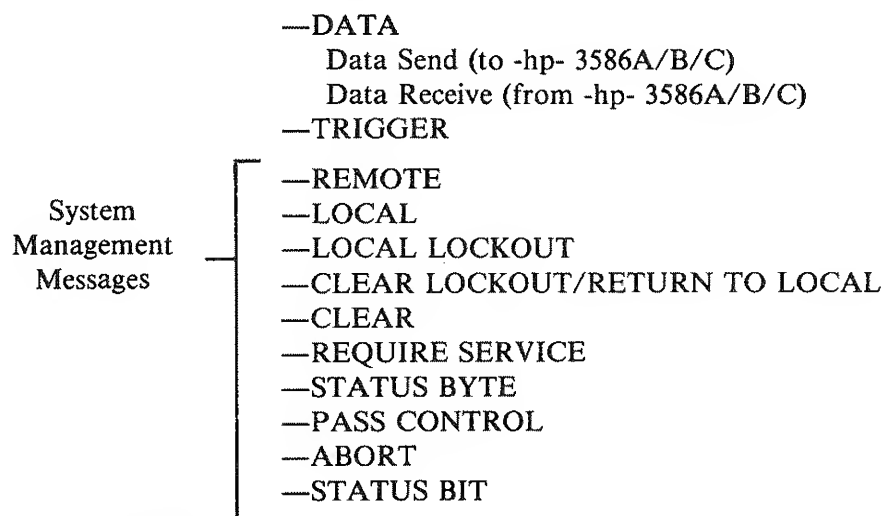 —DATA
Data Send (to -hp- 3586A/B/C)
Data Receive (from -hp- 3586A/B/C)
—TRIGGER
System
Management
Messages
—REMOTE
—LOCAL
—LOCAL LOCKOUT
—CLEAR LOCKOUT/RETURN TO LOCAL
—CLEAR
—REQUIRE SERVICE
—STATUS BYTE
—PASS CONTROL
—ABORT
—STATUS BIT